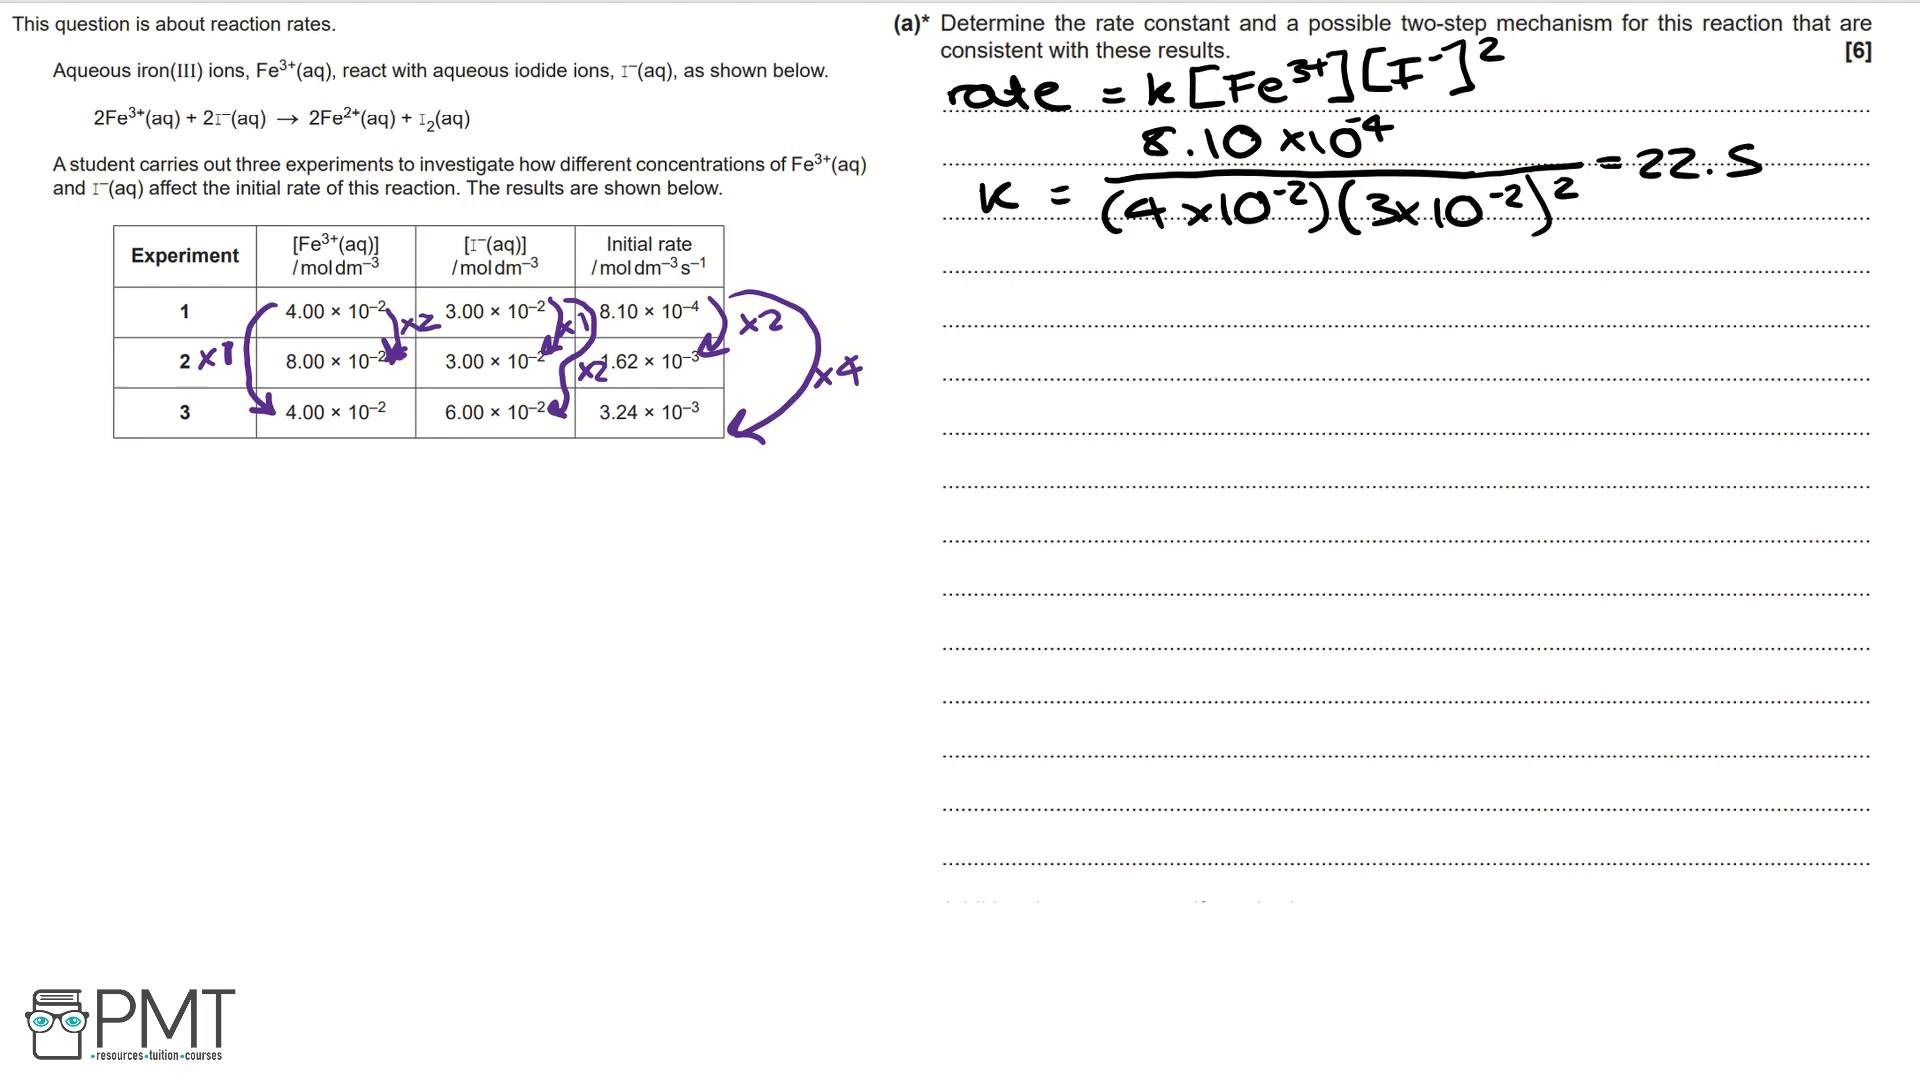 This question is about reaction rates.
Aqueous iron(III) ions, Fe³⁺(aq), react with aqueous iodide ions, I⁻(aq), as shown below.
2Fe³⁺(aq) + 2I⁻(aq) → 2Fe²⁺(aq) + I₂(aq)
A student carries out three experiments to investigate how different concentrations of Fe³⁺(aq)
and I⁻(aq) affect the initial rate of this reaction. The results are shown below.
Experiment [Fe³⁺(aq)] /mol dm⁻³ [I⁻(aq)] /mol dm⁻³ Initial rate /mol dm⁻³ s⁻¹
1 4.00 × 10⁻² 3.00 × 10⁻² 8.10 × 10⁻⁴
×2 ×1 ×2
2 8.00 × 10⁻² 3.00 × 10⁻² 1.62 × 10⁻³
×1 ×2 ×4
3 4.00 × 10⁻² 6.00 × 10⁻² 3.24 × 10⁻³
(a)* Determine the rate constant and a possible two-step mechanism for this reaction that are
consistent with these results. [6]
rate = k[Fe³⁺][I⁻]²
8.10 ×10⁻⁴
k = = 22.5
(4 ×10⁻²)(3×10⁻²)²
PMT
•resources•tuition•courses